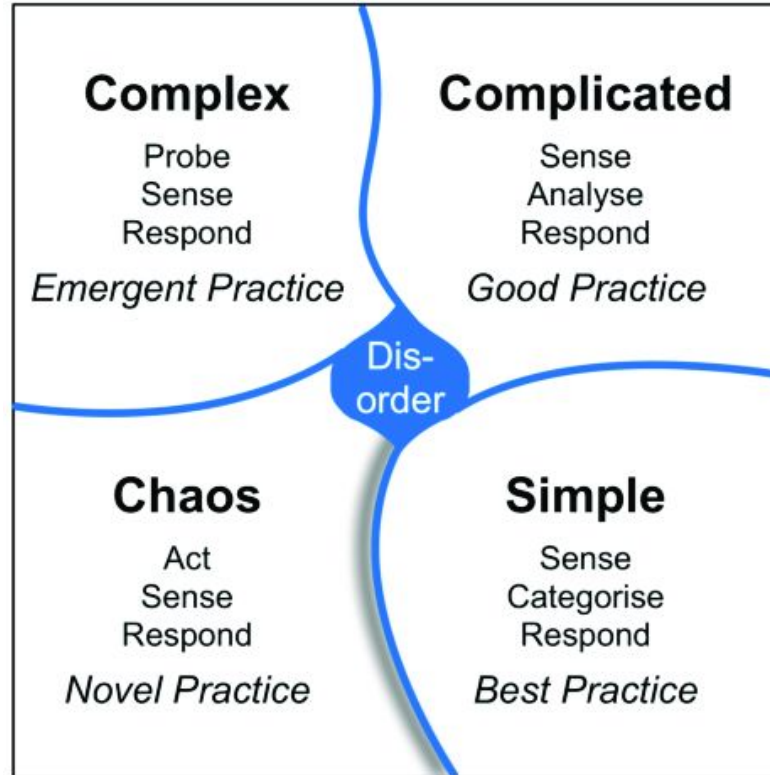 Complex
Probe
Sense
Respond
Emergent Practice
Complicated
Sense
Analyse
Respond
Good Practice
Dis-
order
Chaos
Act
Sense
Respond
Novel Practice
Simple
Sense
Categorise
Respond
Best Practice